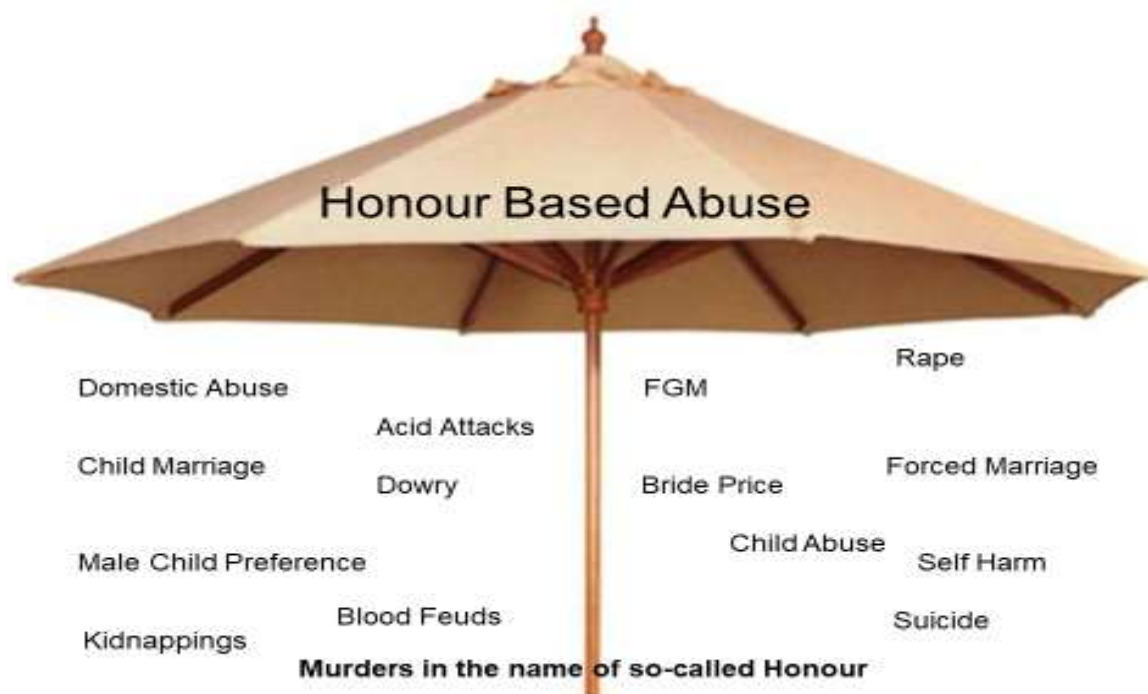 Honour Based Abuse
Rape
Domestic Abuse
FGM
Acid Attacks
Child Marriage
Forced Marriage
Dowry
Bride Price
Child Abuse
Male Child Preference
Self Harm
Blood Feuds
Suicide
Kidnappings
Murders in the name of so-called Honour